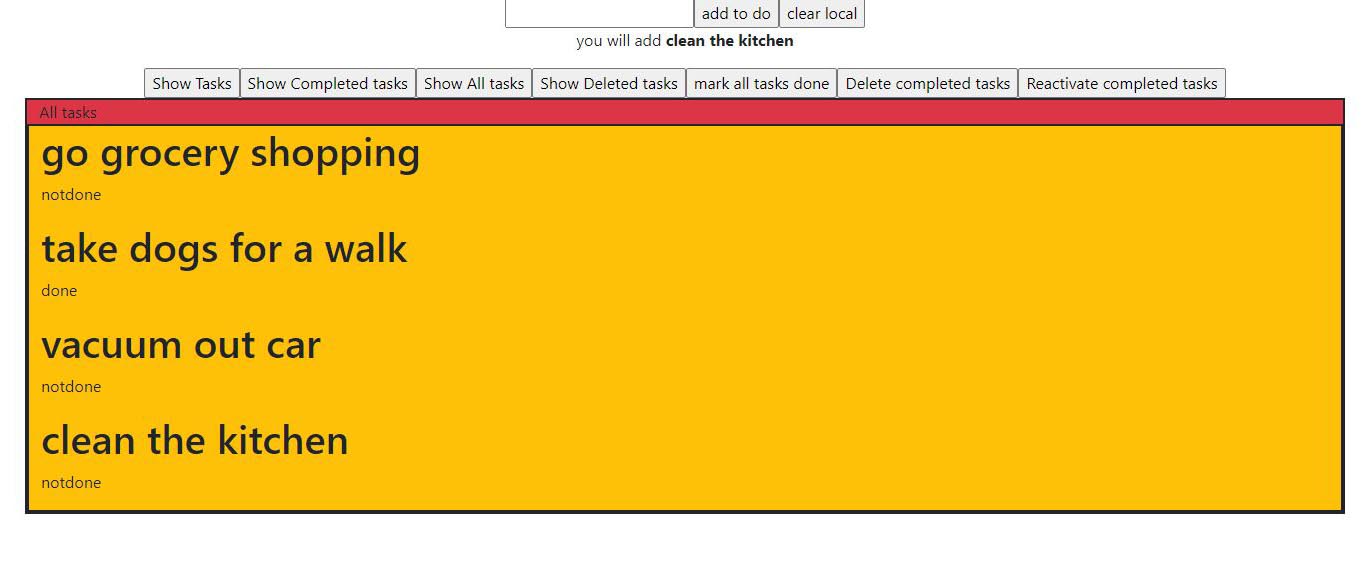 add to do clear local
you will add clean the kitchen
Show Tasks Show Completed tasks Show All tasks Show Deleted tasks mark all tasks done Delete completed tasks Reactivate completed tasks
All tasks
go grocery shopping
notdone
take dogs for a walk
done
vacuum out car
notdone
clean the kitchen
notdone